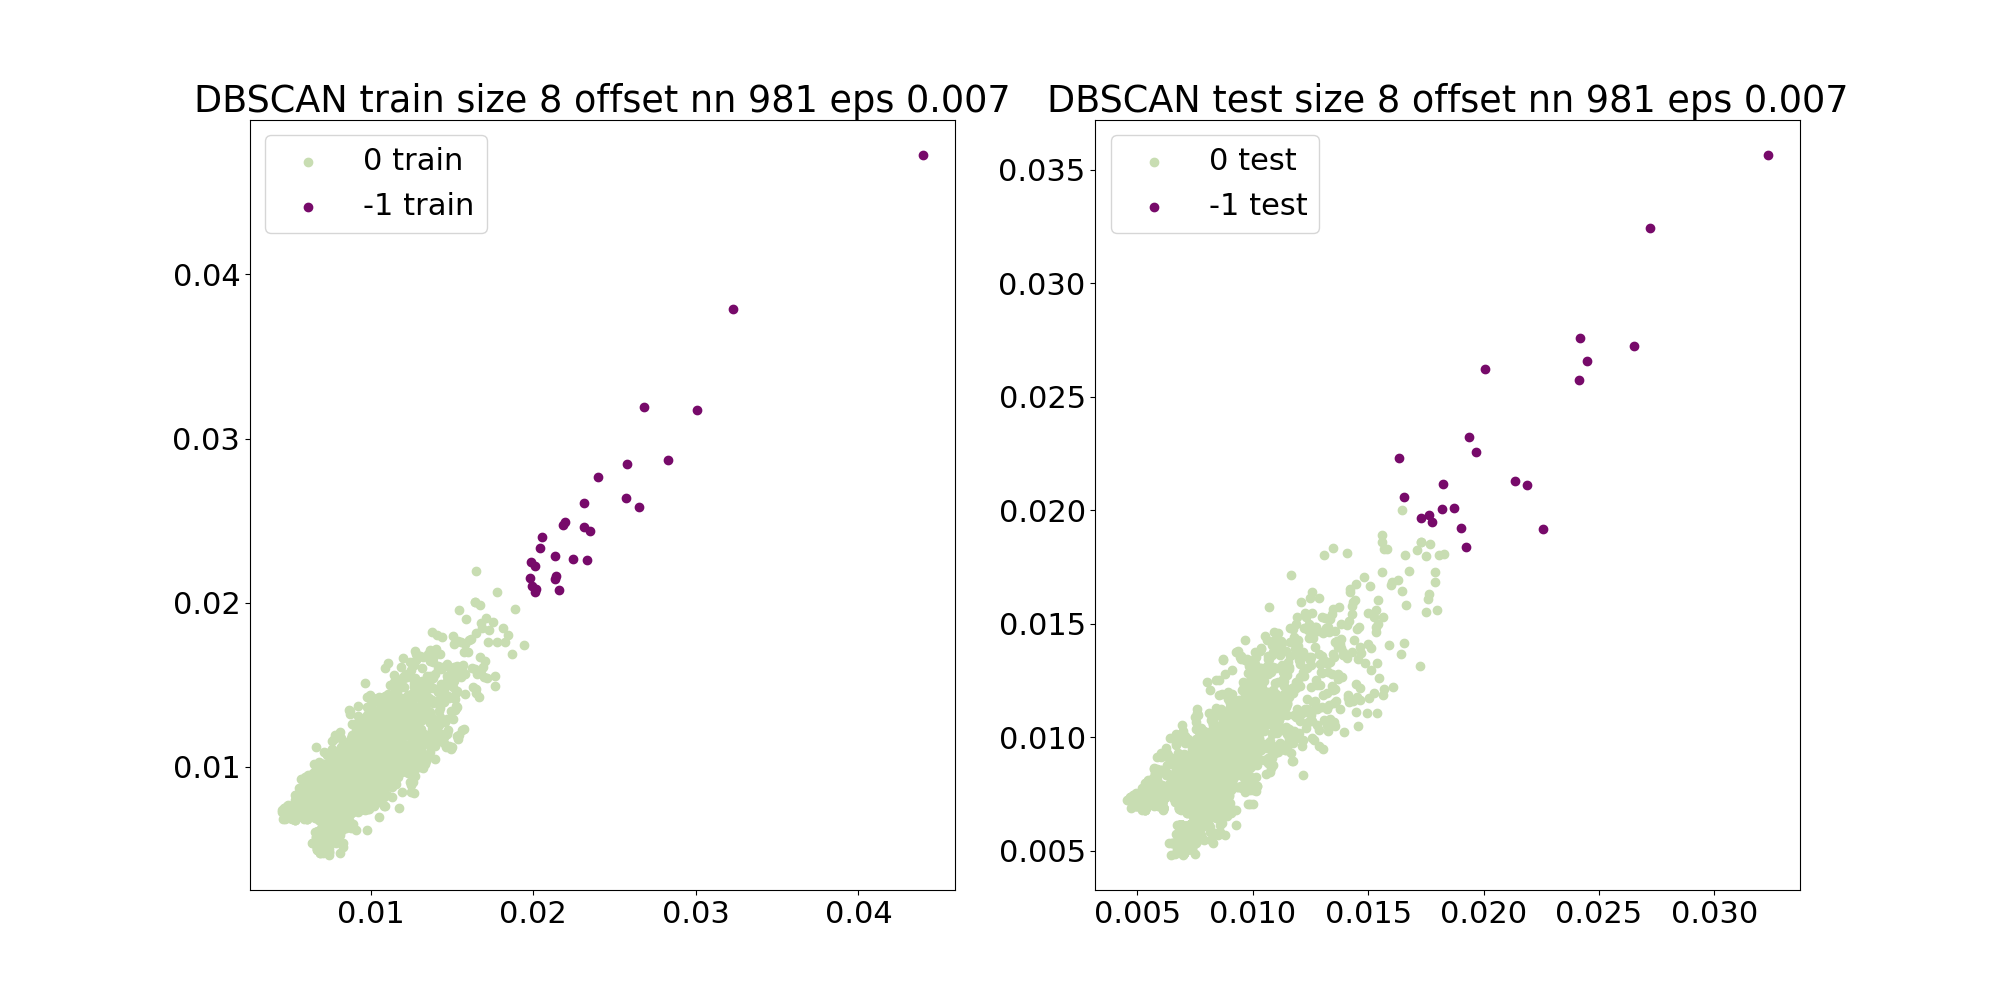 DBSCAN train size 8 offset nn 981 eps 0.007
0 train
-1 train
0.04
0.03
0.02
0.01
0.01 0.02 0.03 0.04
DBSCAN test size 8 offset nn 981 eps 0.007
0 test
-1 test
0.035
0.030
0.025
0.020
0.015
0.010
0.005
0.005 0.010 0.015 0.020 0.025 0.030